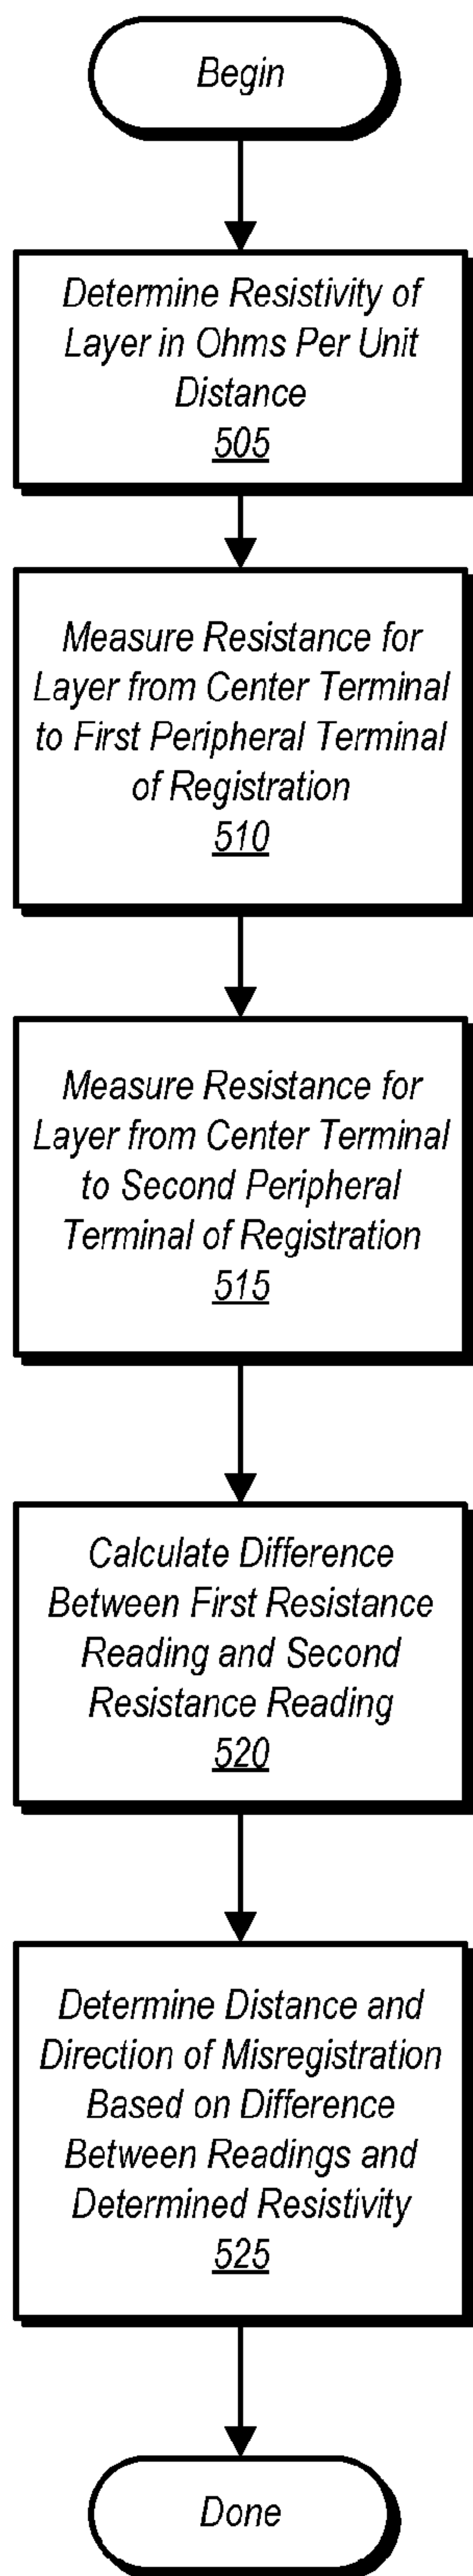 Begin
Determine Resistivity of
Layer in Ohms Per Unit
Distance
505
Measure Resistance for
Layer from Center Terminal
to First Peripheral Terminal
of Registration
510
Measure Resistance for
Layer from Center Terminal
to Second Peripheral
Terminal of Registration
515
Calculate Difference
Between First Resistance
Reading and Second
Resistance Reading
520
Determine Distance and
Direction of Misregistration
Based on Difference
Between Readings and
Determined Resistivity
525
Done